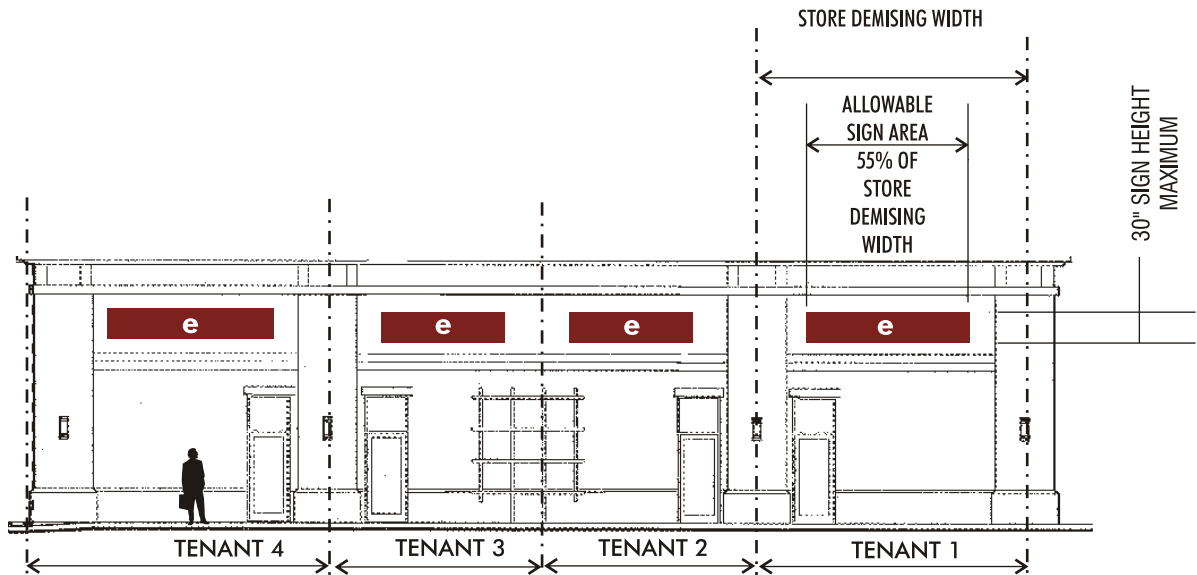 STORE DEMISING WIDTH
ALLOWABLE
SIGN AREA
55% OF
STORE
DEMISING
WIDTH
30" SIGN HEIGHT
MAXIMUM
e
e
e
e
TENANT 4
TENANT 3
TENANT 2
TENANT 1